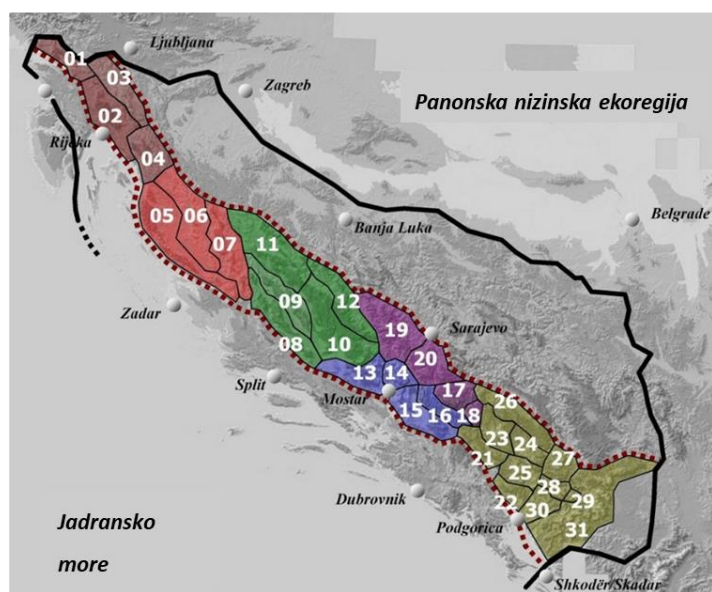 Ljubljana
01
03
Zagreb
Panonska nizinska ekoregija
02
Rijeka
04
05
06
07
11
Banja Luka
Belgrade
09
12
Zadar
19
Sarajevo
08
10
20
Split
13
14
Mostar
17
15
16
18
26
23
24
21
27
25
Dubrovnik
28
22
29
30
Podgorica
31
Jadransko
more
Shkodër/Skadar